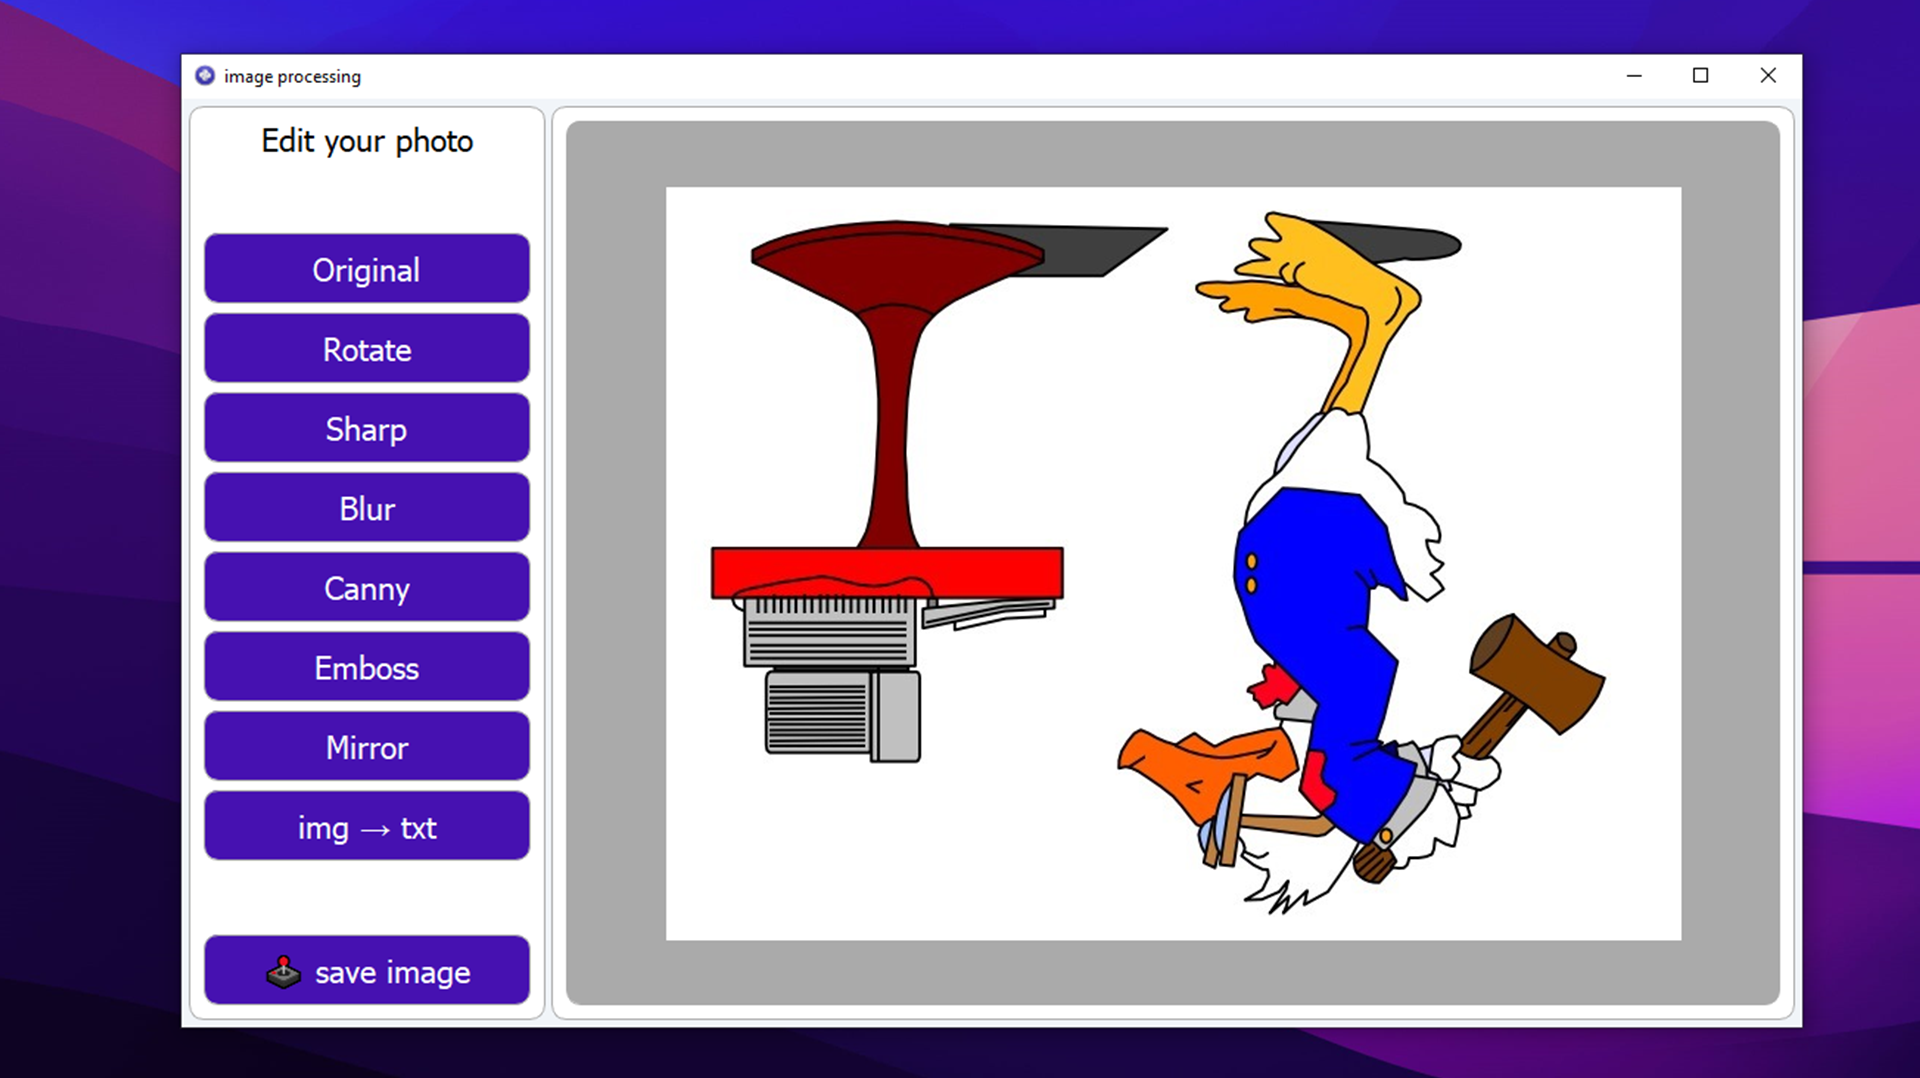 image processing
Edit your photo
Original
Rotate
Sharp
Blur
Canny
Emboss
Mirror
img → txt
save image